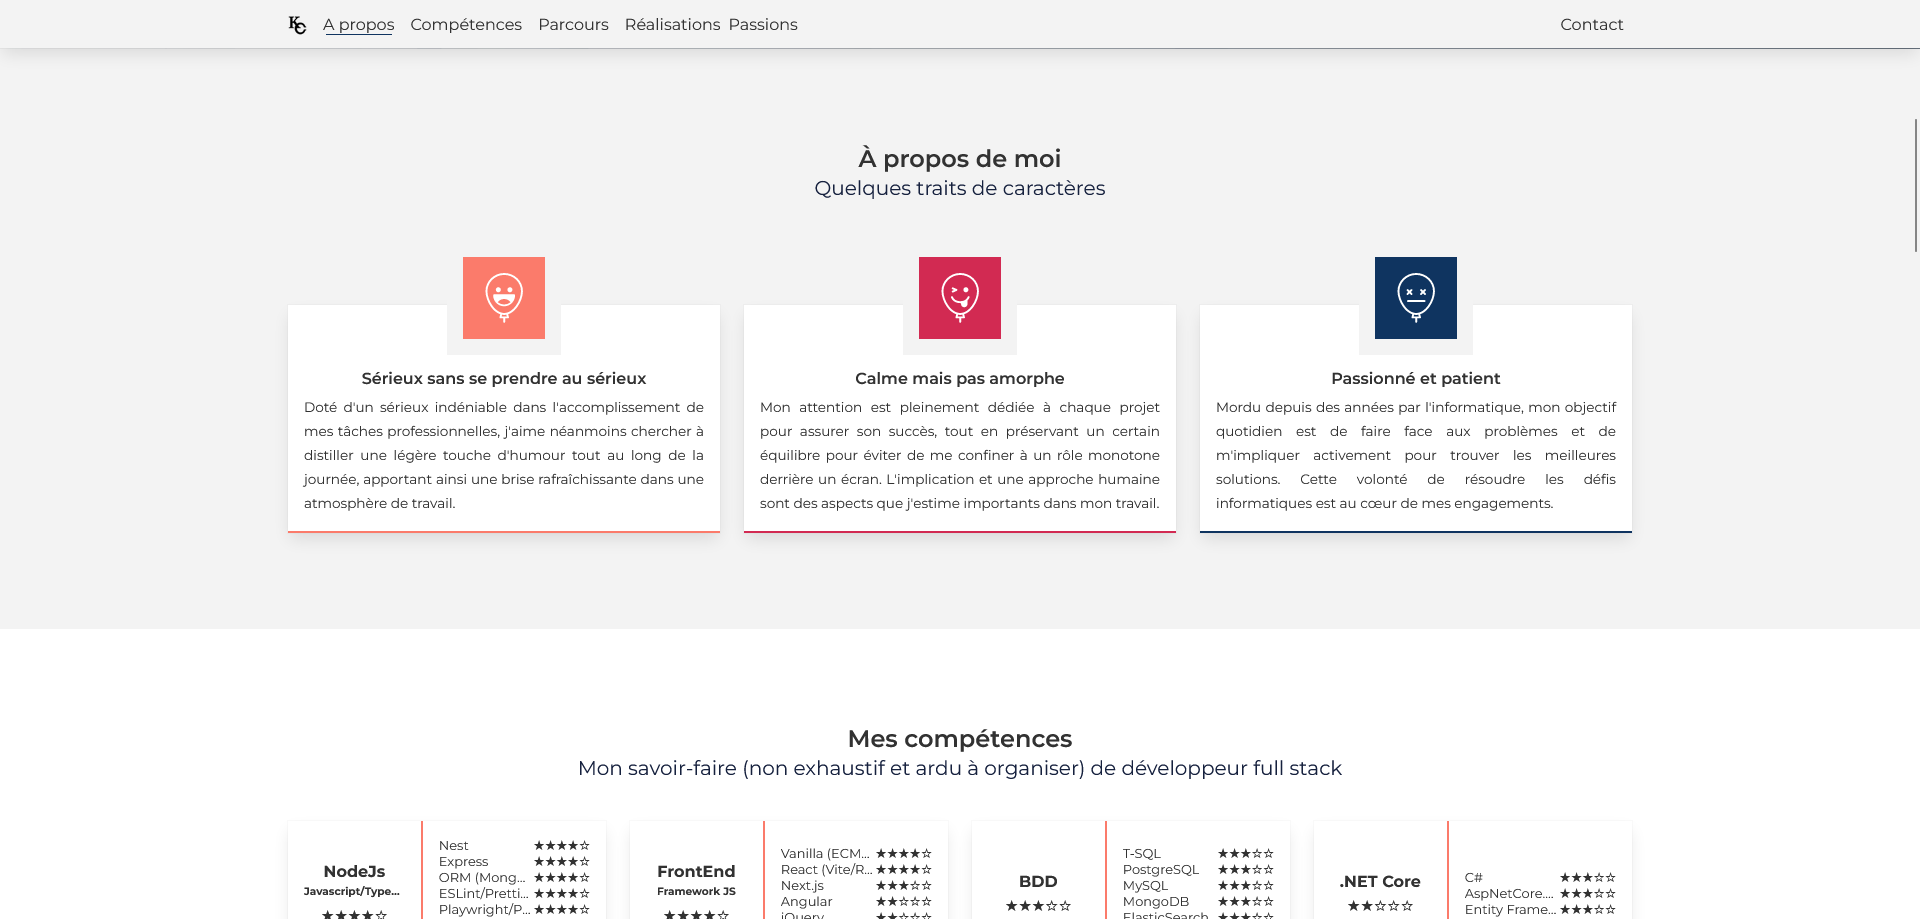 KC A propos Compétences Parcours Réalisations Passions Contact
À propos de moi
Quelques traits de caractères
Sérieux sans se prendre au sérieux
Doté d'un sérieux indéniable dans l'accomplissement de
mes tâches professionnelles, j'aime néanmoins chercher à
distiller une légère touche d'humour tout au long de la
journée, apportant ainsi une brise rafraîchissante dans une
atmosphère de travail.
Calme mais pas amorphe
Mon attention est pleinement dédiée à chaque projet
pour assurer son succès, tout en préservant un certain
équilibre pour éviter de me confiner à un rôle monotone
derrière un écran. L'implication et une approche humaine
sont des aspects que j'estime importants dans mon travail.
Passionné et patient
Mordu depuis des années par l'informatique, mon objectif
quotidien est de faire face aux problèmes et de
m'impliquer activement pour trouver les meilleures
solutions. Cette volonté de résoudre les défis
informatiques est au cœur de mes engagements.
Mes compétences
Mon savoir-faire (non exhaustif et ardu à organiser) de développeur full stack
NodeJs
Javascript/Type...
★★★★☆
Nest ★★★★☆
Express ★★★★☆
ORM (Mong... ★★★★☆
ESLint/Pretti... ★★★★☆
Playwright/P... ★★★★☆
FrontEnd
Framework JS
★★★★☆
Vanilla (ECM... ★★★★☆
React (Vite/R... ★★★★☆
Next.js ★★★☆☆
Angular ★★☆☆☆
jQuery ★★☆☆☆
BDD
★★★☆☆
T-SQL ★★★☆☆
PostgreSQL ★★★☆☆
MySQL ★★★☆☆
MongoDB ★★★☆☆
ElasticSearch ★★★☆☆
.NET Core
★★☆☆☆
C# ★★★☆☆
AspNetCore.... ★★★☆☆
Entity Frame... ★★★☆☆